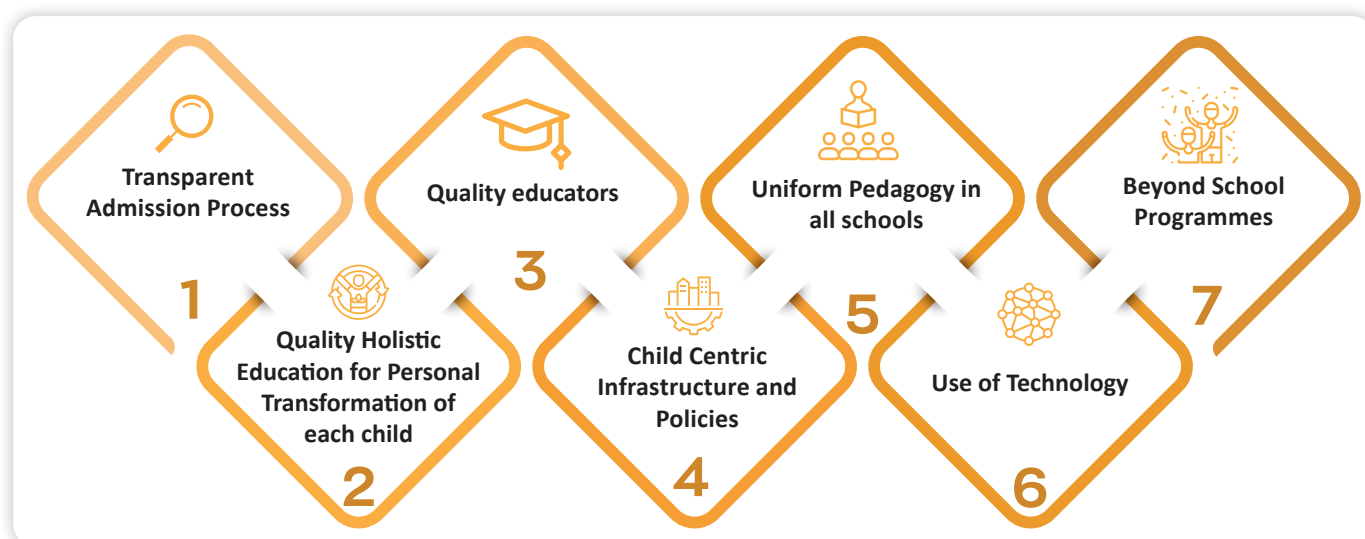 Transparent
Admission Process
1
Quality Holistic
Education for Personal
Transformation of
each child
2
Quality educators
3
Child Centric
Infrastructure and
Policies
4
Uniform Pedagogy in
all schools
5
Use of Technology
6
Beyond School
Programmes
7